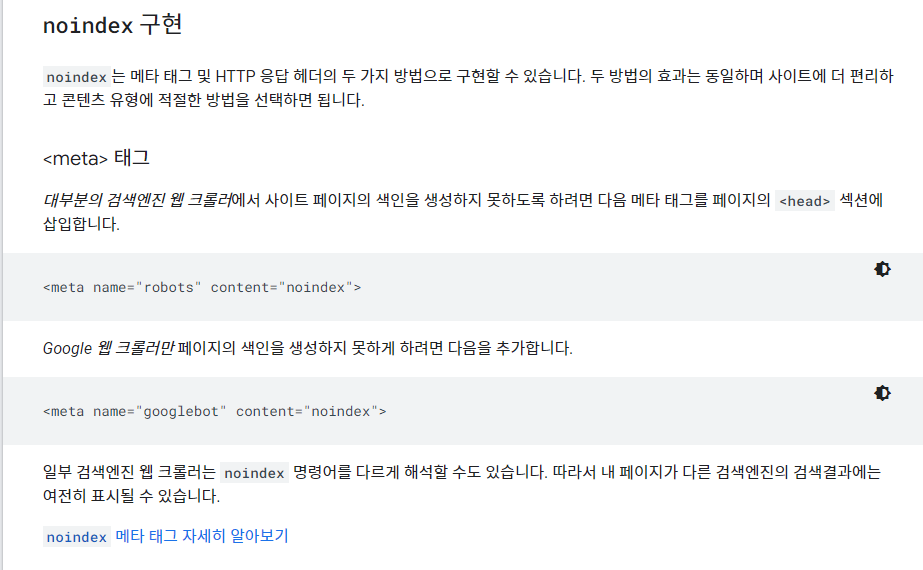 noindex 구현
noindex는 메타 태그 및 HTTP 응답 헤더의 두 가지 방법으로 구현할 수 있습니다. 두 방법의 효과는 동일하며 사이트에 더 편리하
고 콘텐츠 유형에 적절한 방법을 선택하면 됩니다.
<meta> 태그
대부분의 검색엔진 웹 크롤러에서 사이트 페이지의 색인을 생성하지 못하도록 하려면 다음 메타 태그를 페이지의 <head> 섹션에
삽입합니다.
<meta name="robots" content="noindex">
Google 웹 크롤러만 페이지의 색인을 생성하지 못하게 하려면 다음을 추가합니다.
<meta name="googlebot" content="noindex">
일부 검색엔진 웹 크롤러는 noindex 명령어를 다르게 해석할 수도 있습니다. 따라서 내 페이지가 다른 검색엔진의 검색결과에는
여전히 표시될 수 있습니다.
noindex 메타 태그 자세히 알아보기